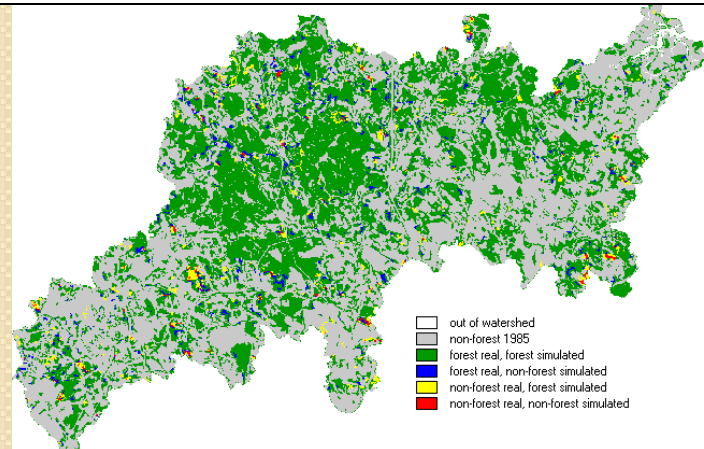 out of watershed
non-forest 1985
forest real, forest simulated
forest real, non-forest simulated
non-forest real, forest simulated
non-forest real, non-forest simulated